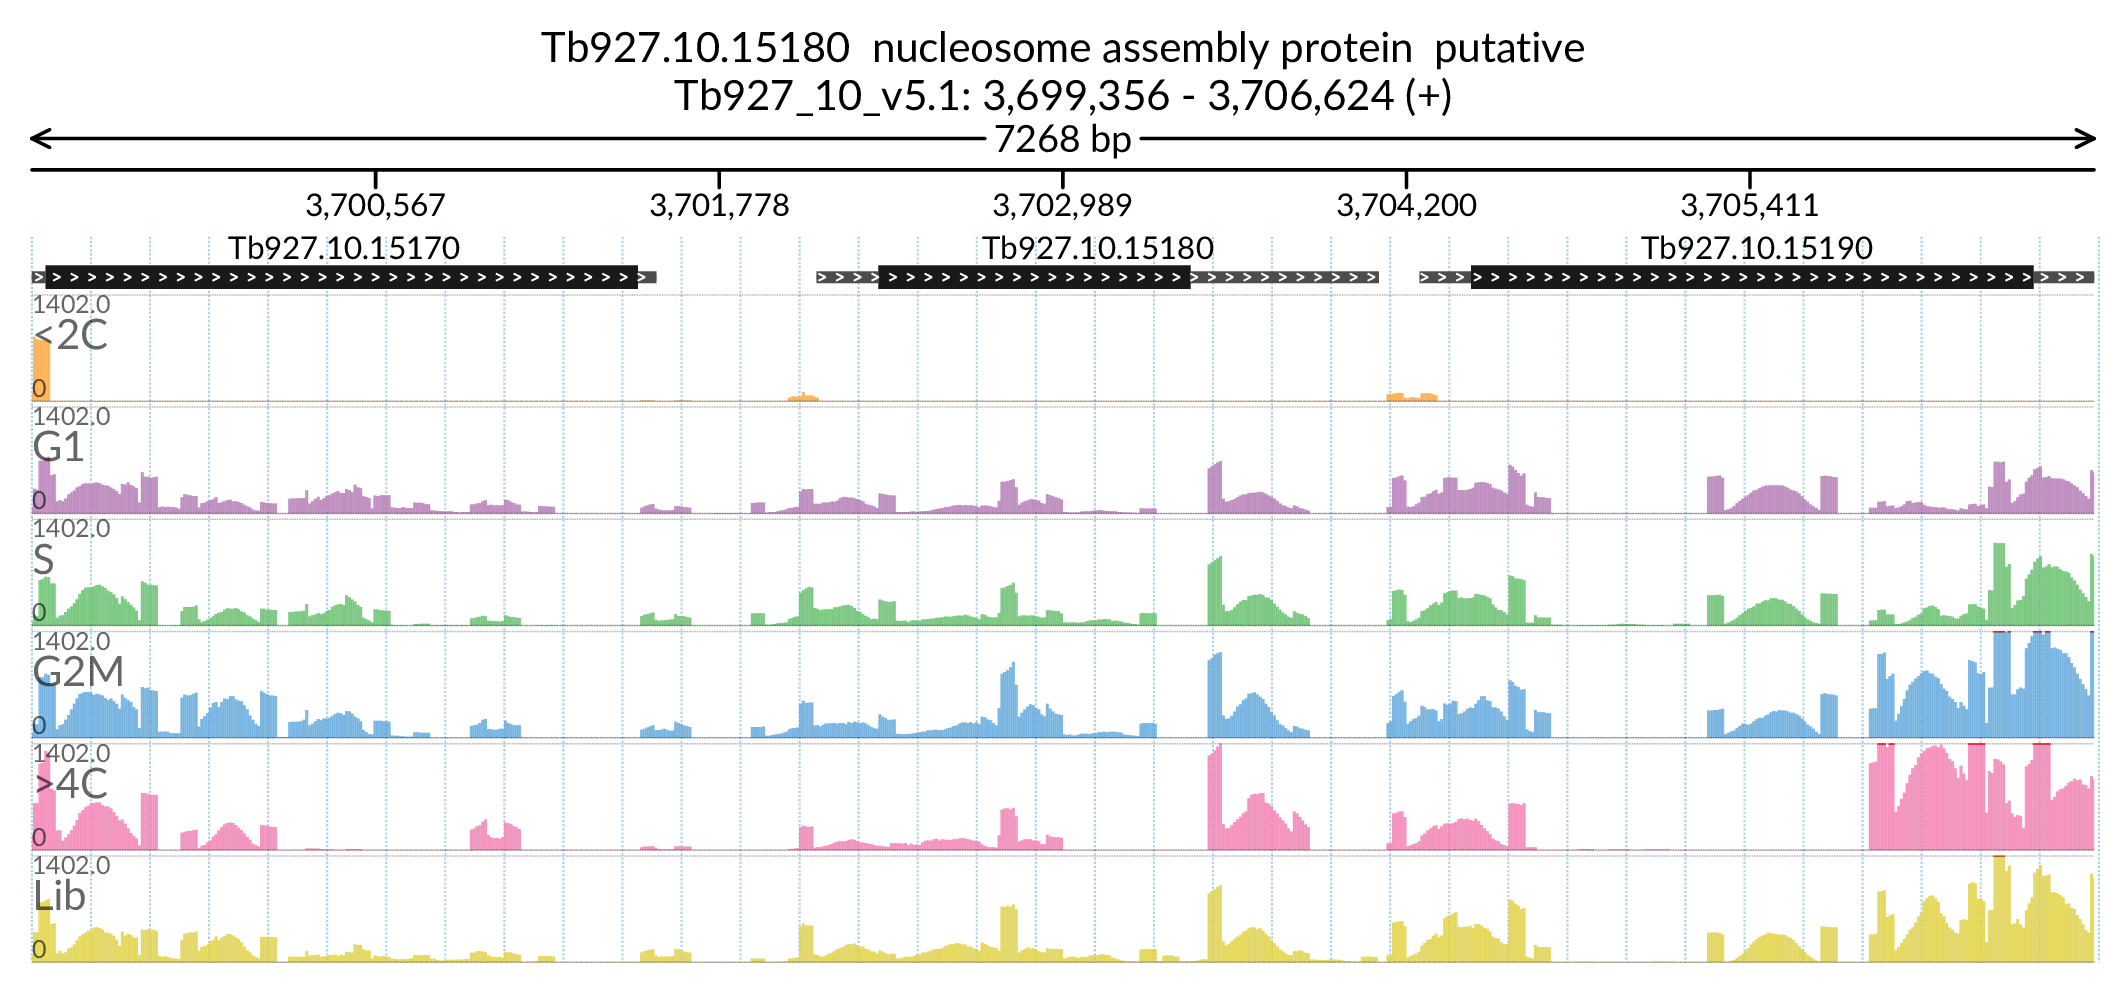 Tb927.10.15180  nucleosome assembly protein  putative
Tb927_10_v5.1: 3,699,356 - 3,706,624 (+)
7268 bp
3,700,567 3,701,778 3,702,989 3,704,200 3,705,411
Tb927.10.15170 Tb927.10.15180 Tb927.10.15190
1402.0
<2C
0
1402.0
G1
0
1402.0
S
0
1402.0
G2M
0
1402.0
>4C
0
1402.0
Lib
0